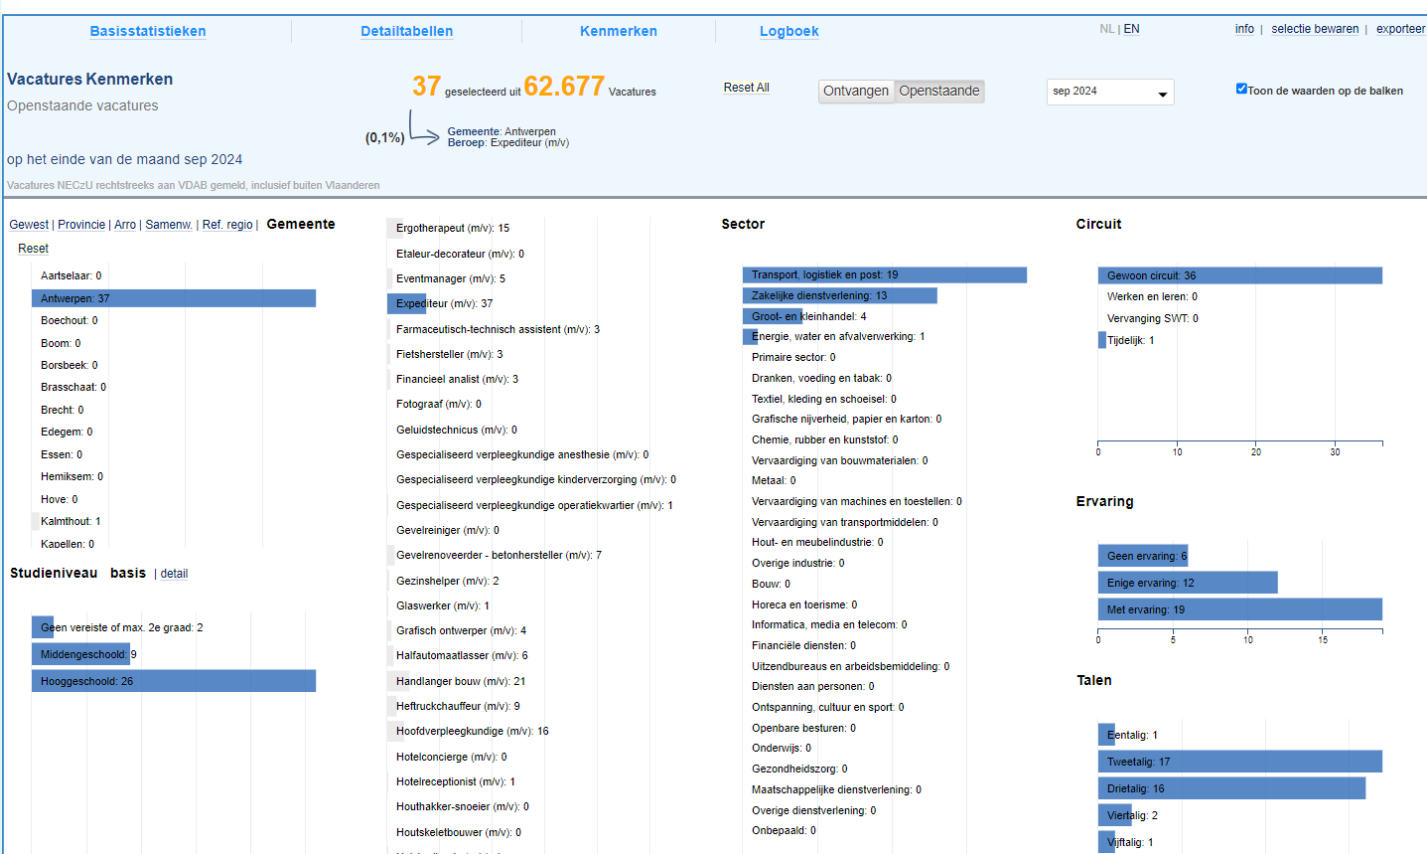 Basisstatistieken
Detailtabellen
Kenmerken
Logboek
NL | EN
info | selectie bewaren | exporteer
Vacatures Kenmerken
Openstaande vacatures
37 geselecteerd uit 62.677 Vacatures
Reset All
Ontvangen Openstaande
sep 2024
Toon de waarden op de balken
(0,1%)
Gemeente: Antwerpen
Beroep: Expediteur (m/v)
op het einde van de maand sep 2024
Vacatures NECzU rechtstreeks aan VDAB gemeld, inclusief buiten Vlaanderen
Gewest | Provincie | Arro | Samenw. | Ref. regio | Gemeente
Reset
Aartselaar: 0
Antwerpen: 37
Boechout: 0
Boom: 0
Borsbeek: 0
Brasschaat: 0
Brecht: 0
Edegem: 0
Essen: 0
Hemiksem: 0
Hove: 0
Kalmthout: 1
Kapellen: 0
Studieniveau basis | detail
Geen vereiste of max. 2e graad: 2
Middengeschoold: 9
Hooggeschoold: 26
Ergotherapeut (m/v): 15
Etaleur-decorateur (m/v): 0
Eventmanager (m/v): 5
Expediteur (m/v): 37
Farmaceutisch-technisch assistent (m/v): 3
Fietshersteller (m/v): 3
Financieel analist (m/v): 3
Fotograaf (m/v): 0
Geluidstechnicus (m/v): 0
Gespecialiseerd verpleegkundige anesthesie (m/v): 0
Gespecialiseerd verpleegkundige kinderverzorging (m/v): 0
Gespecialiseerd verpleegkundige operatiekwartier (m/v): 1
Gevelreiniger (m/v): 0
Gevelrenoveerder - betonhersteller (m/v): 7
Gezinshelper (m/v): 2
Glaswerker (m/v): 1
Grafisch ontwerper (m/v): 4
Halfautomaatlasser (m/v): 6
Handlanger bouw (m/v): 21
Heftruckchauffeur (m/v): 9
Hoofdverpleegkundige (m/v): 16
Hotelconcierge (m/v): 0
Hotelreceptionist (m/v): 1
Houthakker-snoeier (m/v): 0
Houtskeletbouwer (m/v): 0
Sector
Transport, logistiek en post: 19
Zakelijke dienstverlening: 13
Groot- en kleinhandel: 4
Energie, water en afvalverwerking: 1
Primaire sector: 0
Dranken, voeding en tabak: 0
Textiel, kleding en schoeisel: 0
Grafische nijverheid, papier en karton: 0
Chemie, rubber en kunststof: 0
Vervaardiging van bouwmaterialen: 0
Metaal: 0
Vervaardiging van machines en toestellen: 0
Vervaardiging van transportmiddelen: 0
Hout- en meubelindustrie: 0
Overige industrie: 0
Bouw: 0
Horeca en toerisme: 0
Informatica, media en telecom: 0
Financiële diensten: 0
Uitzendbureaus en arbeidsbemiddeling: 0
Diensten aan personen: 0
Ontspanning, cultuur en sport: 0
Openbare besturen: 0
Onderwijs: 0
Gezondheidszorg: 0
Maatschappelijke dienstverlening: 0
Overige dienstverlening: 0
Onbepaald: 0
Circuit
Gewoon circuit: 36
Werken en leren: 0
Vervanging SWT: 0
Tijdelijk: 1
0 10 20 30
Ervaring
Geen ervaring: 6
Enige ervaring: 12
Met ervaring: 19
0 5 10 15
Talen
Eentalig: 1
Tweetalig: 17
Drietalig: 16
Viertalig: 2
Vijftalig: 1